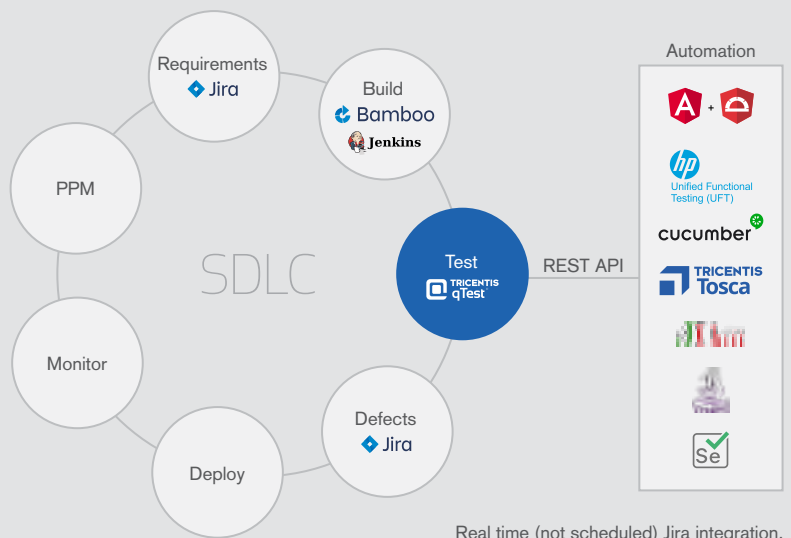 Automation
Requirements
Jira
Build
Bamboo
Jenkins
A
+
hp
Unified Functional
Testing (UFT)
PPM
cucumber
SDLC
Test
TRICENTIS
qTest
REST API
TRICENTIS
Tosca
Monitor
Defects
Jira
Deploy
Se
Real time (not scheduled) Jira integration.